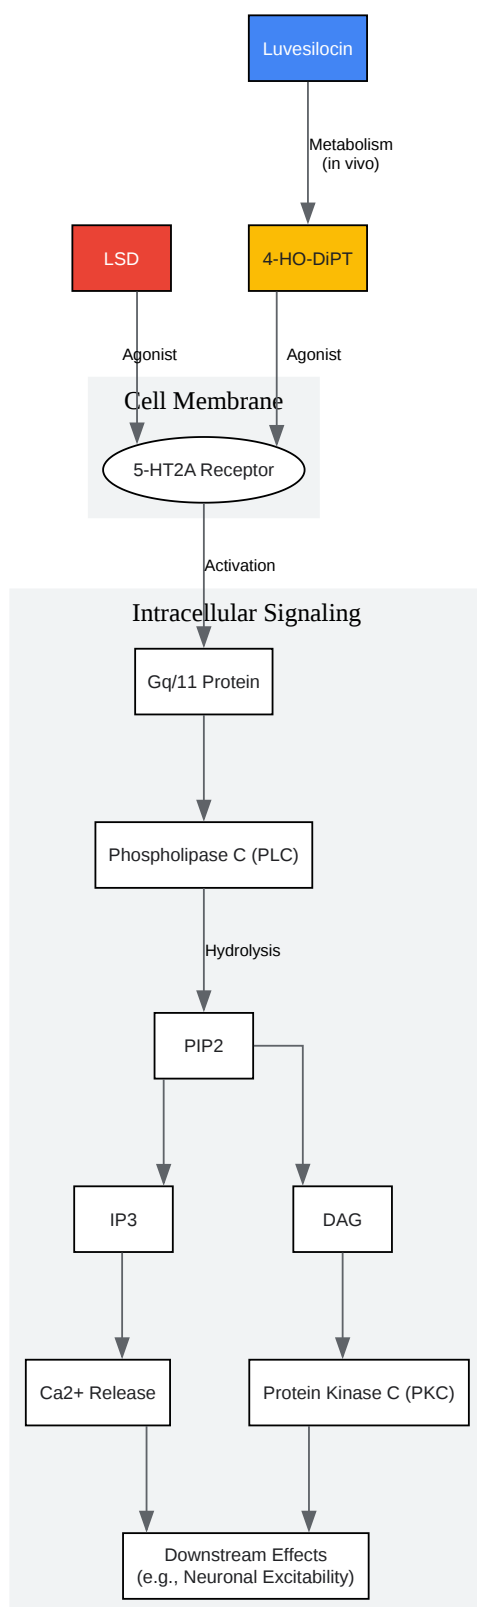 Luvesilocin
Metabolism
(in vivo)
LSD
4-HO-DiPT
Agonist
Agonist
Cell Membrane
5-HT2A Receptor
Activation
Intracellular Signaling
Gq/11 Protein
Phospholipase C (PLC)
Hydrolysis
PIP2
IP3
DAG
Ca2+ Release
Protein Kinase C (PKC)
Downstream Effects
(e.g., Neuronal Excitability)